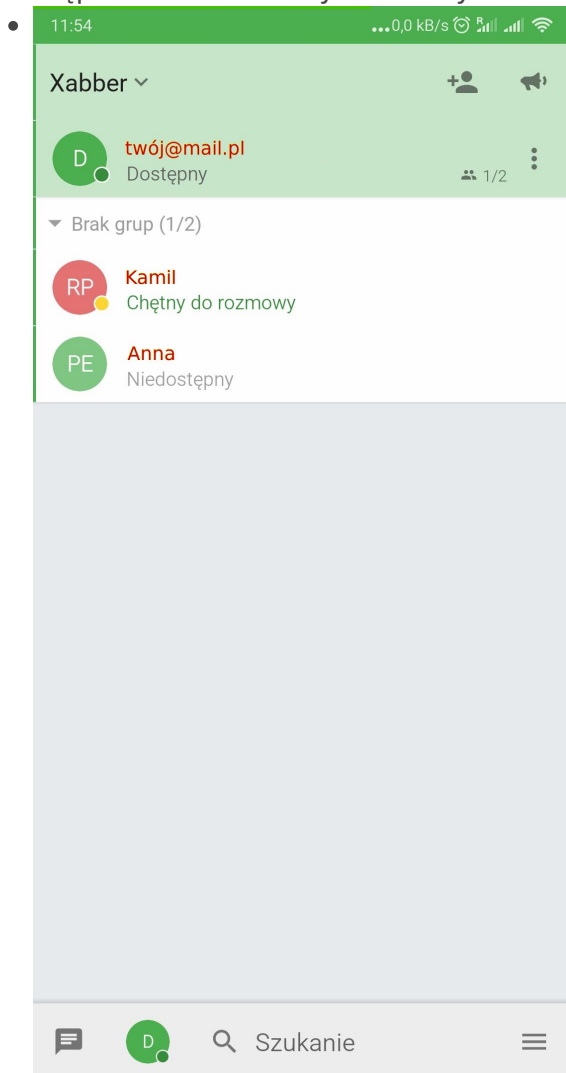 11:54
...0,0 kB/s R
Xabber
D
twój@mail.pl
Dostępny
1/2
Brak grup (1/2)
RP
Kamil
Chętny do rozmowy
PE
Anna
Niedostępny
D
Szukanie